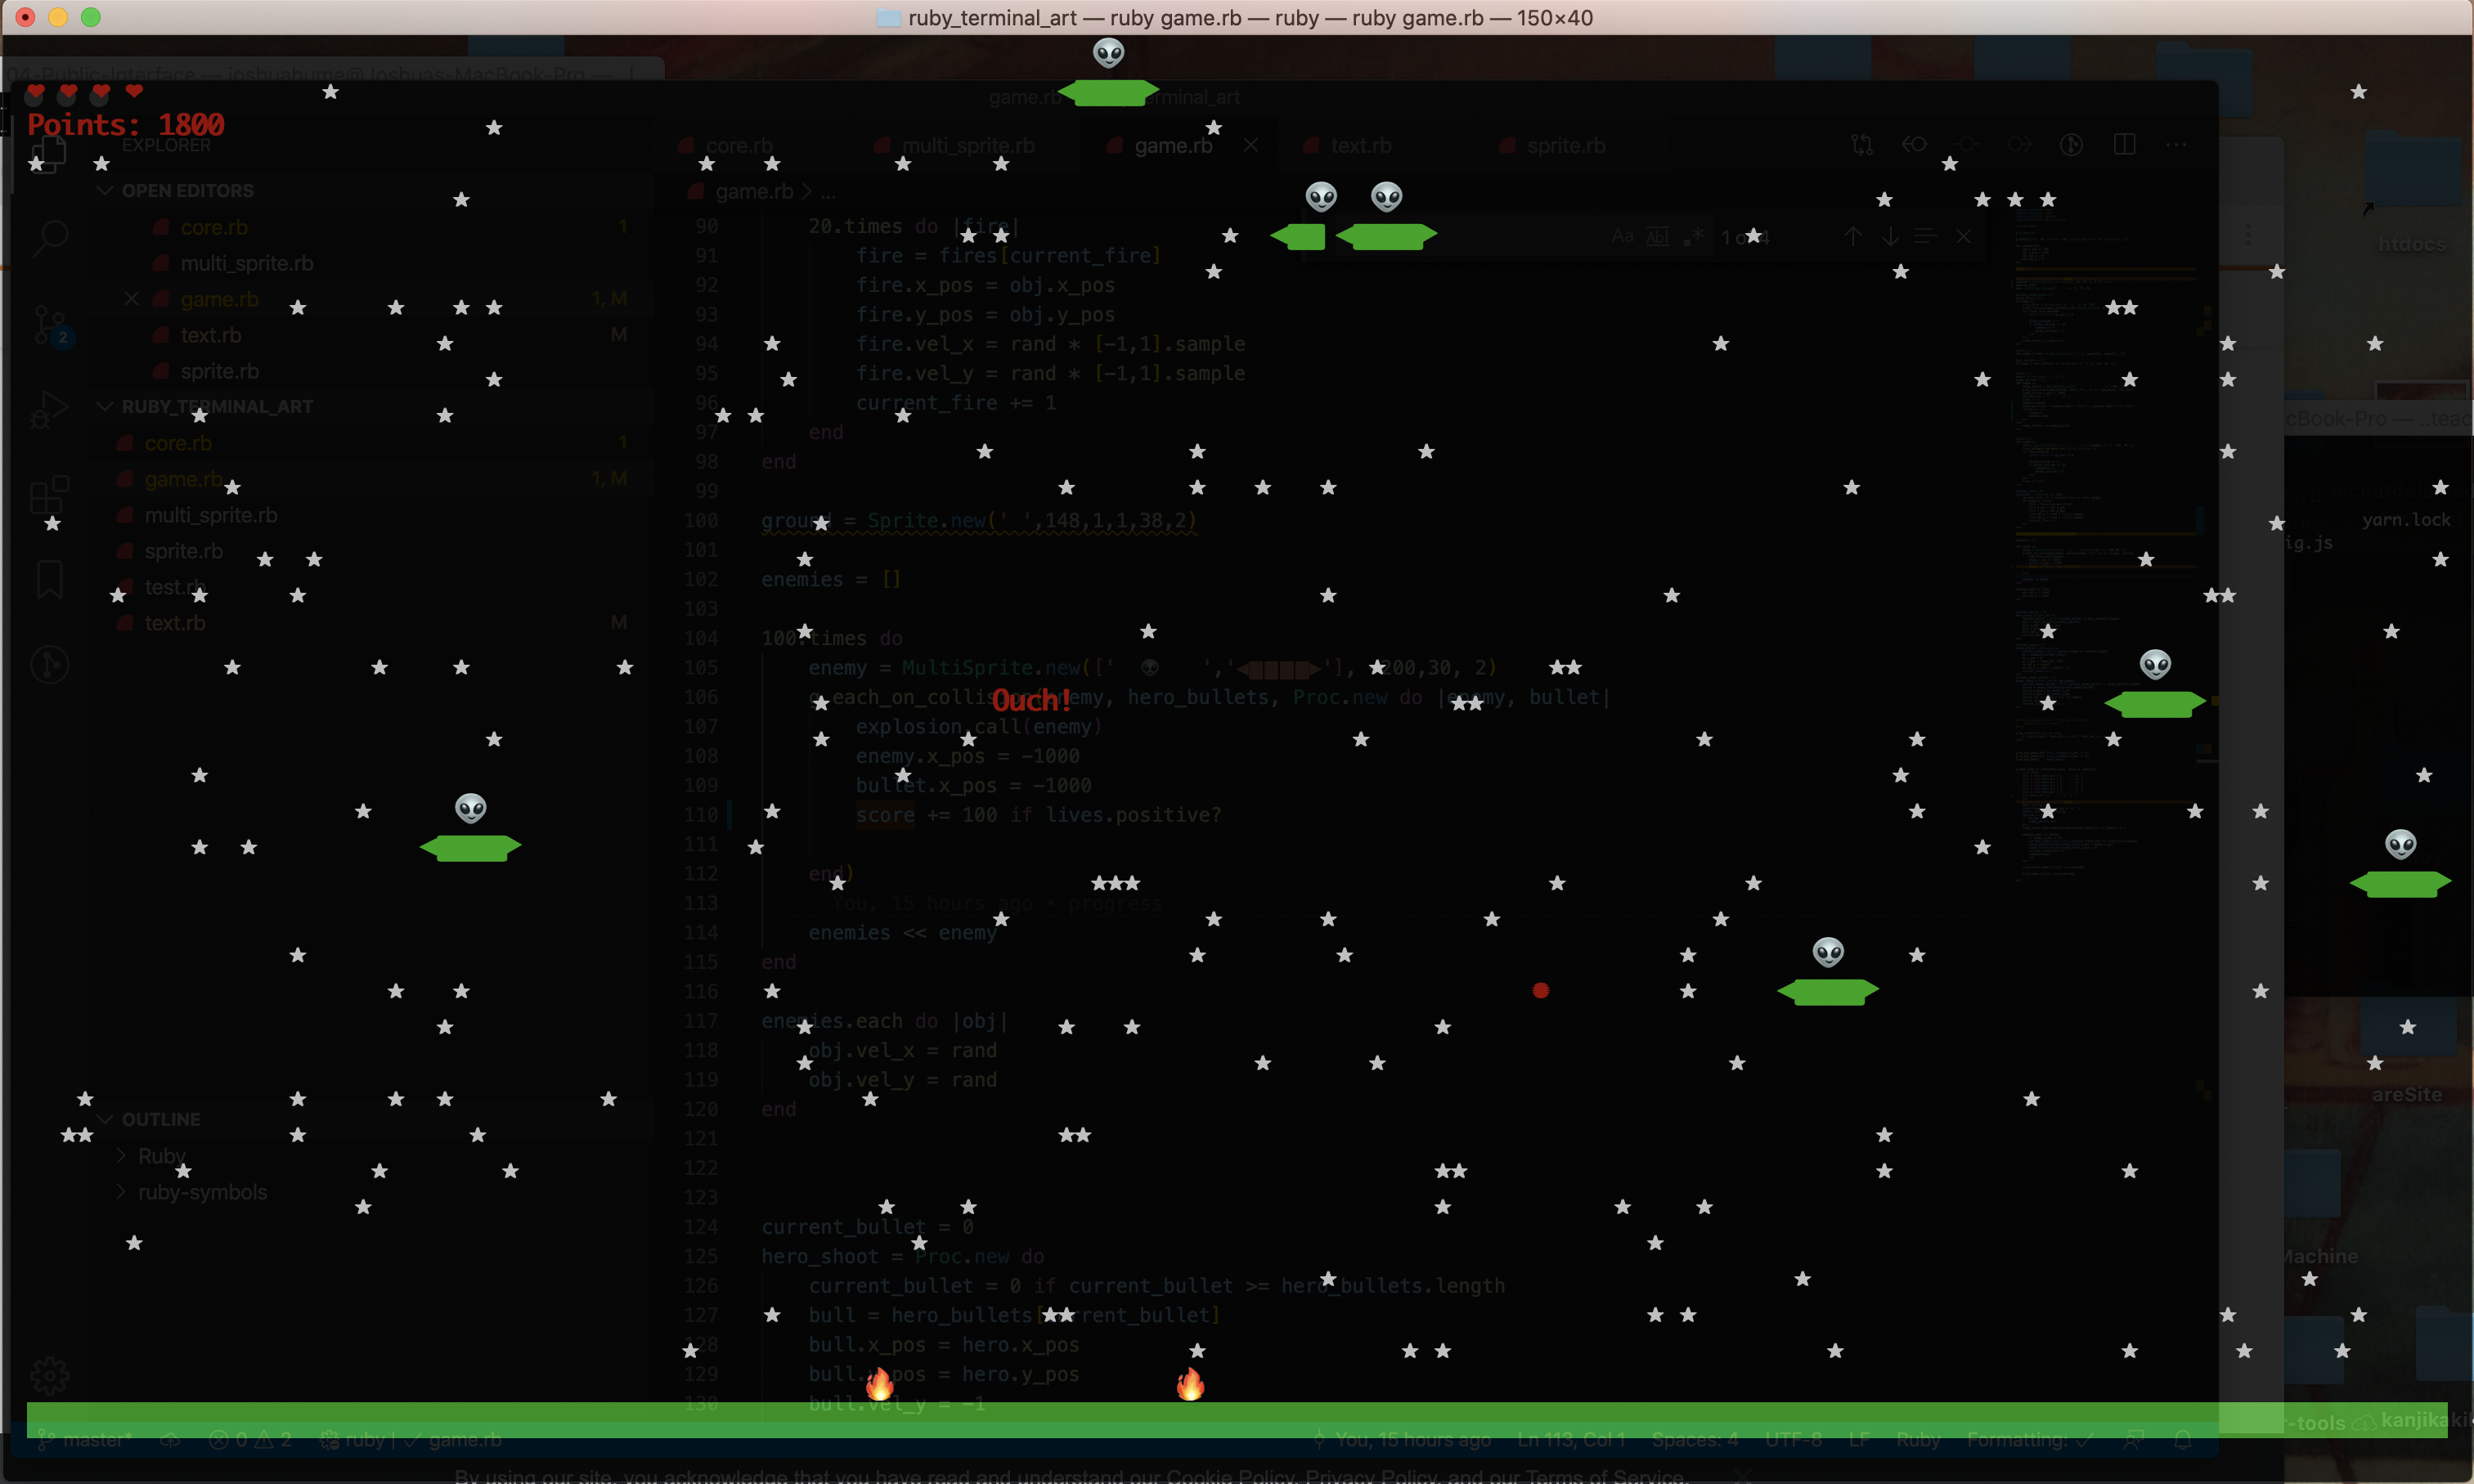 ruby_terminal_art — ruby game.rb — ruby — ruby game.rb — 150×40
04-Public-Interface — joshuahume@Joshuas-MacBook-Pro —
Points: 1800
EXPLORER
OPEN EDITORS
core.rb 1
multi_sprite.rb
game.rb 1, M
text.rb M
sprite.rb
2
RUBY_TERMINAL_ART
core.rb 1
game.rb 1, M
multi_sprite.rb
sprite.rb
test.rb
text.rb M
OUTLINE
Ruby
ruby-symbols
core.rb multi_sprite.rb game.rb text.rb sprite.rb
game.rb > ...
90 20.times do |fire|
91 fire = fires[current_fire]
92 fire.x_pos = obj.x_pos
93 fire.y_pos = obj.y_pos
94 fire.vel_x = rand * [-1,1].sample
95 fire.vel_y = rand * [-1,1].sample
96 current_fire += 1
97 end
98 end
99
100 ground = Sprite.new(' ',148,1,1,38,2)
101
102 enemies = []
103
104 100.times do
105 enemy = MultiSprite.new([' 👽 ','◀████▶'], 200,30, 2)
106 g.each_on_collision(enemy, hero_bullets, Proc.new do |enemy, bullet|
Ouch!
107 explosion.call(enemy)
108 enemy.x_pos = -1000
109 bullet.x_pos = -1000
110 score += 100 if lives.positive?
111
112 end)
113 You, 15 hours ago • progress
114 enemies << enemy
115 end
116
117 enemies.each do |obj|
118 obj.vel_x = rand
119 obj.vel_y = rand
120 end
121
122
123
124 current_bullet = 0
125 hero_shoot = Proc.new do
126 current_bullet = 0 if current_bullet >= hero_bullets.length
127 bull = hero_bullets[current_bullet]
128 bull.x_pos = hero.x_pos
129 bull.y_pos = hero.y_pos
130 bull.vel_y = -1
htdocs
cBook-Pro — ..teac
yarn.lock
ig.js
areSite
Machine
r-tools
master* 0 2 ruby | ✓ game.rb You, 15 hours ago Ln 113, Col 1 Spaces: 4 UTF-8 LF Ruby Formatting: ✓
By using our site, you acknowledge that you have read and understand our Cookie Policy, Privacy Policy, and our Terms of Service.